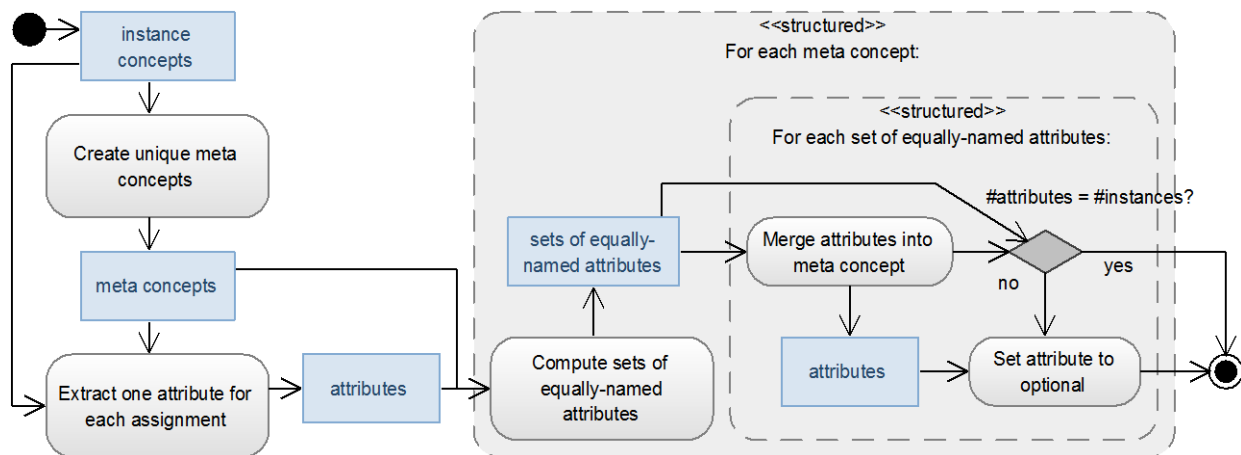 instance
concepts
Create unique meta
concepts
meta concepts
Extract one attribute for
each assignment
attributes
<<structured>>
For each meta concept:
sets of equally-
named attributes
Compute sets of
equally-named
attributes
<<structured>>
For each set of equally-named attributes:
#attributes = #instances?
Merge attributes into
meta concept
no
yes
attributes
Set attribute to
optional